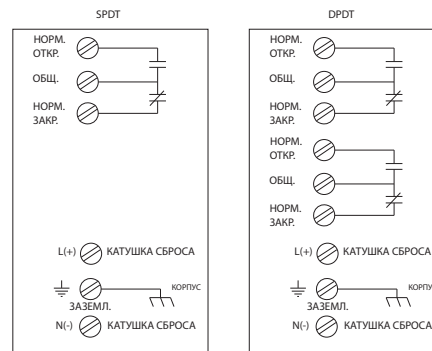 SPDT
НОРМ.
ОТКР.
ОБЩ.
НОРМ.
ЗАКР.
L(+) КАТУШКА СБРОСА
КОРПУС
ЗАЗЕМЛ.
N(-) КАТУШКА СБРОСА
DPDT
НОРМ.
ОТКР.
ОБЩ.
НОРМ.
ЗАКР.
НОРМ.
ОТКР.
ОБЩ.
НОРМ.
ЗАКР.
L(+) КАТУШКА СБРОСА
КОРПУ
ЗАЗЕМЛ.
N(-) КАТУШКА СБРОСА